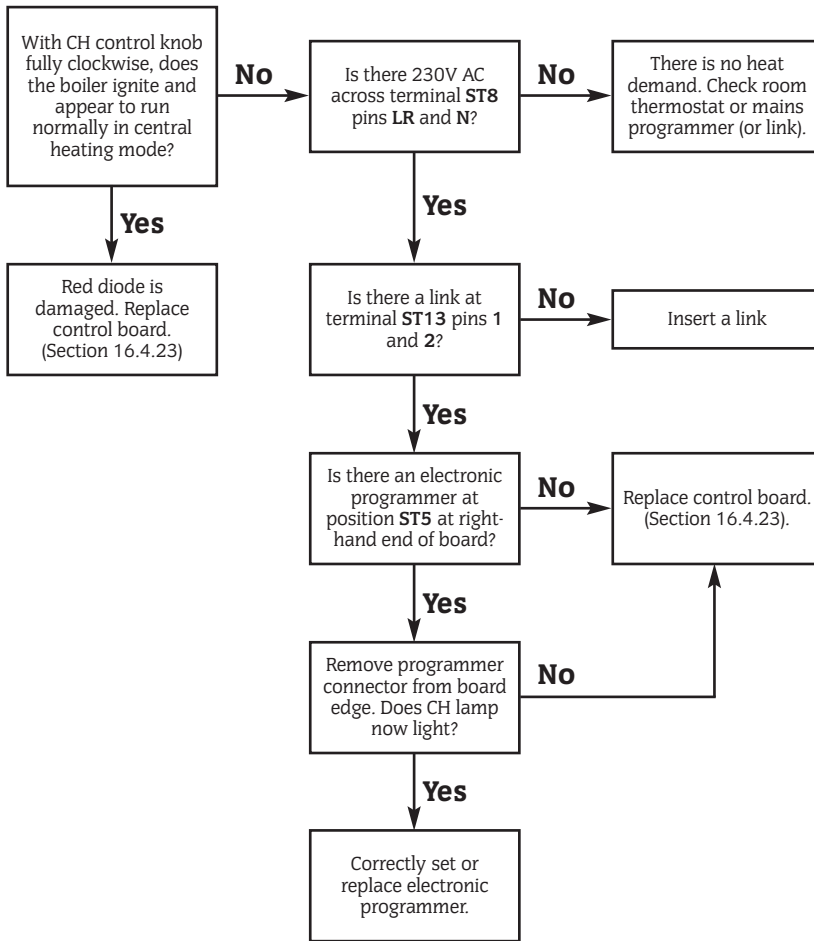 With CH control knob
fully clockwise, does
the boiler ignite and
appear to run
normally in central
heating mode?
No
Is there 230V AC
across terminal ST8
pins LR and N?
No
There is no heat
demand. Check room
thermostat or mains
programmer (or link).
Yes
Yes
Red diode is
damaged. Replace
control board.
(Section 16.4.23)
Is there a link at
terminal ST13 pins 1
and 2?
No
Insert a link
Yes
Is there an electronic
programmer at
position ST5 at right-
hand end of board?
No
Replace control board.
(Section 16.4.23).
Yes
Remove programmer
connector from board
edge. Does CH lamp
now light?
No
Yes
Correctly set or
replace electronic
programmer.